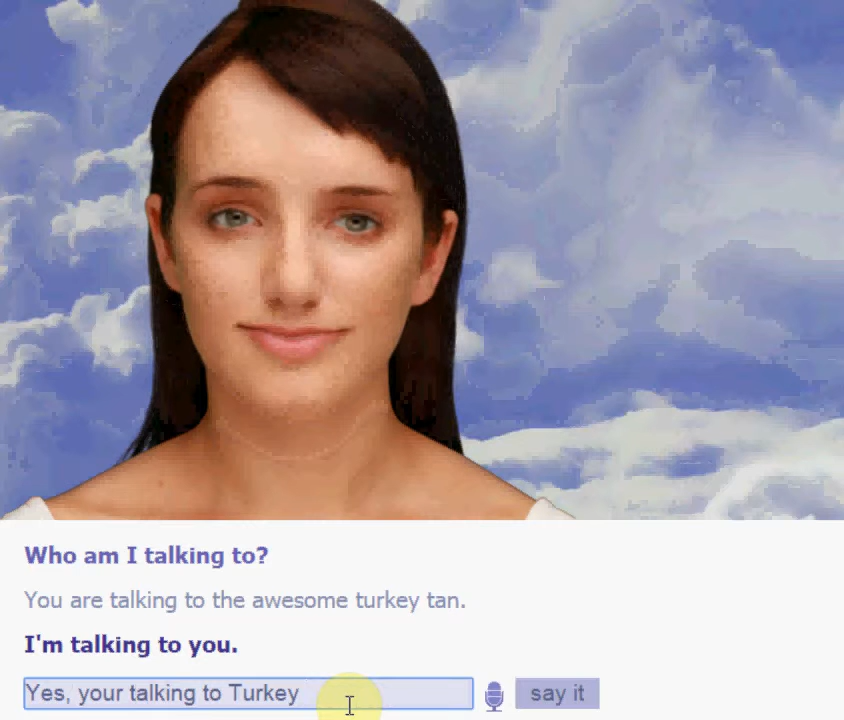 Who am I talking to?
You are talking to the awesome turkey tan.
I'm talking to you.
Yes, your talking to Turkey
say it